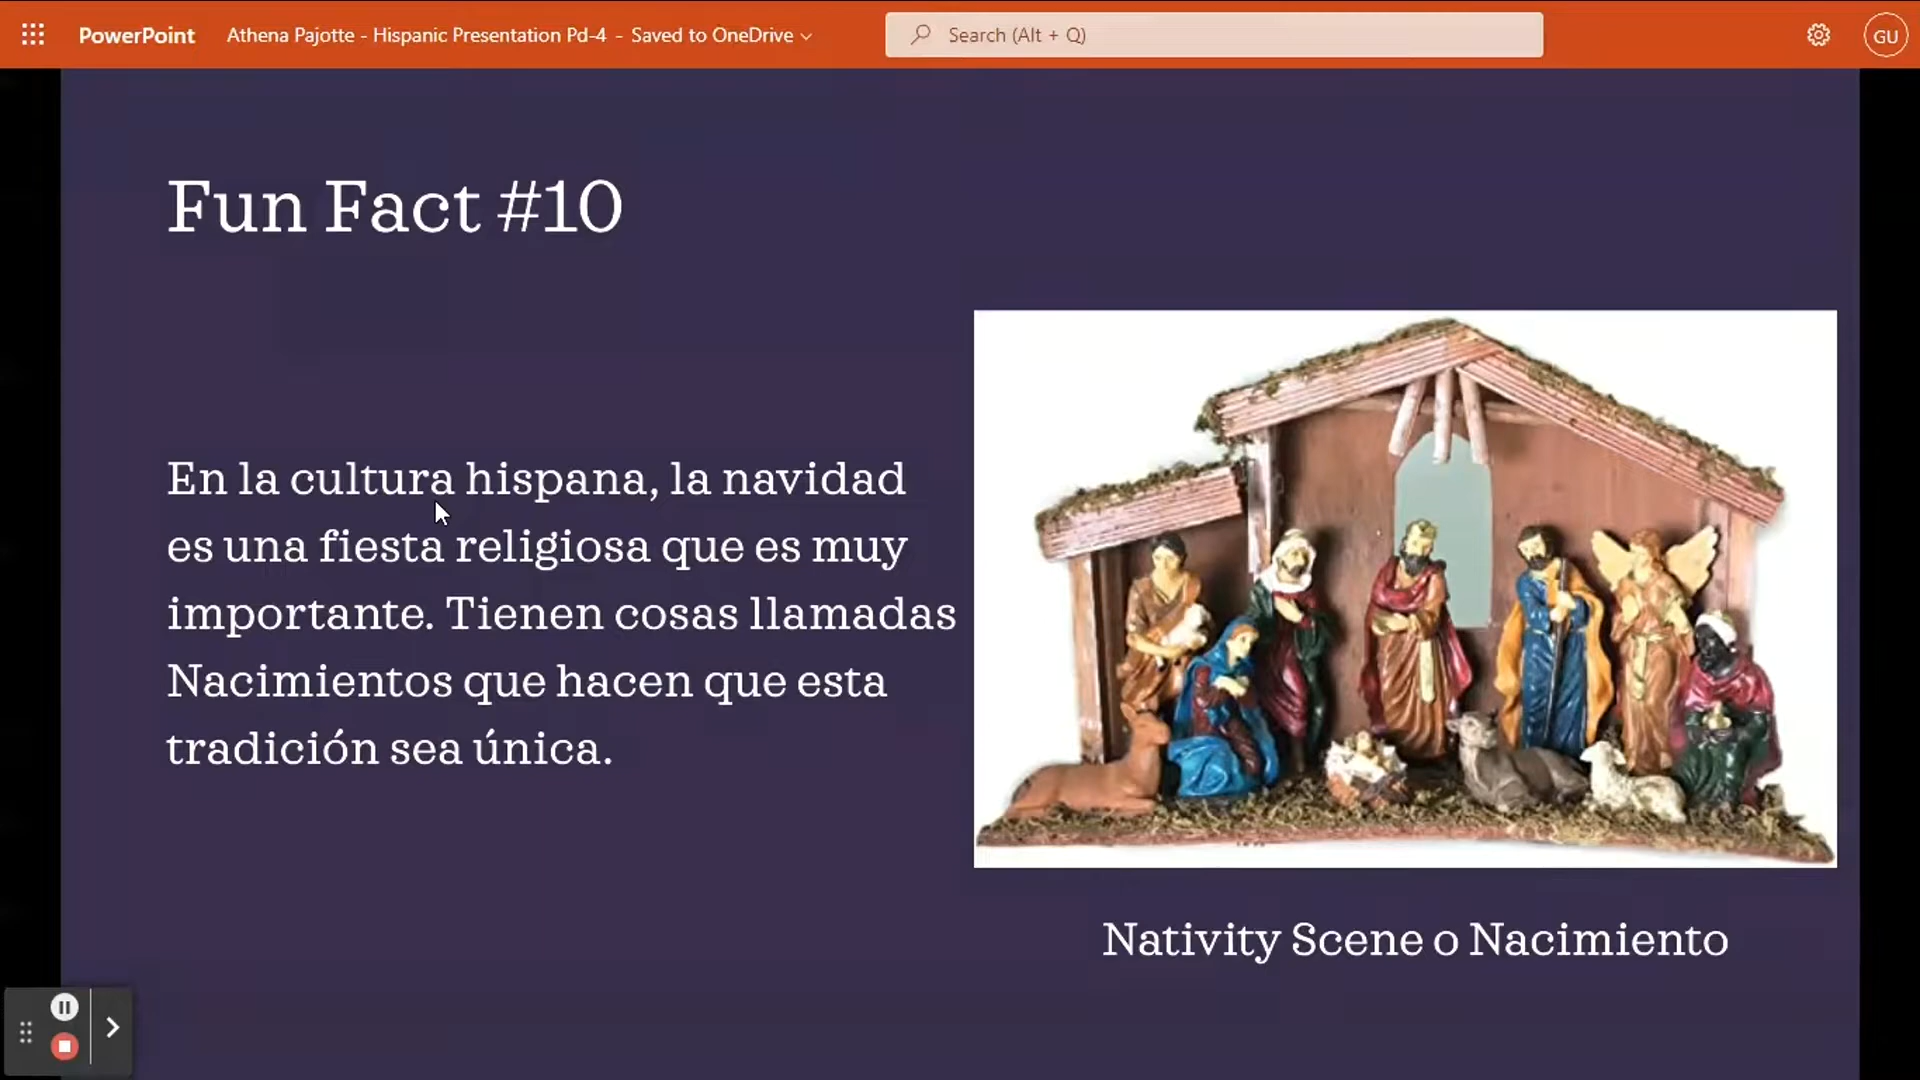 PowerPoint
Athena Pajotte - Hispanic Presentation Pd-4 - Saved to OneDrive
Search (Alt + Q)
GU
Fun Fact #10
En la cultura hispana, la navidad
es una fiesta religiosa que es muy
importante. Tienen cosas llamadas
Nacimientos que hacen que esta
tradición sea única.
Nativity Scene o Nacimiento